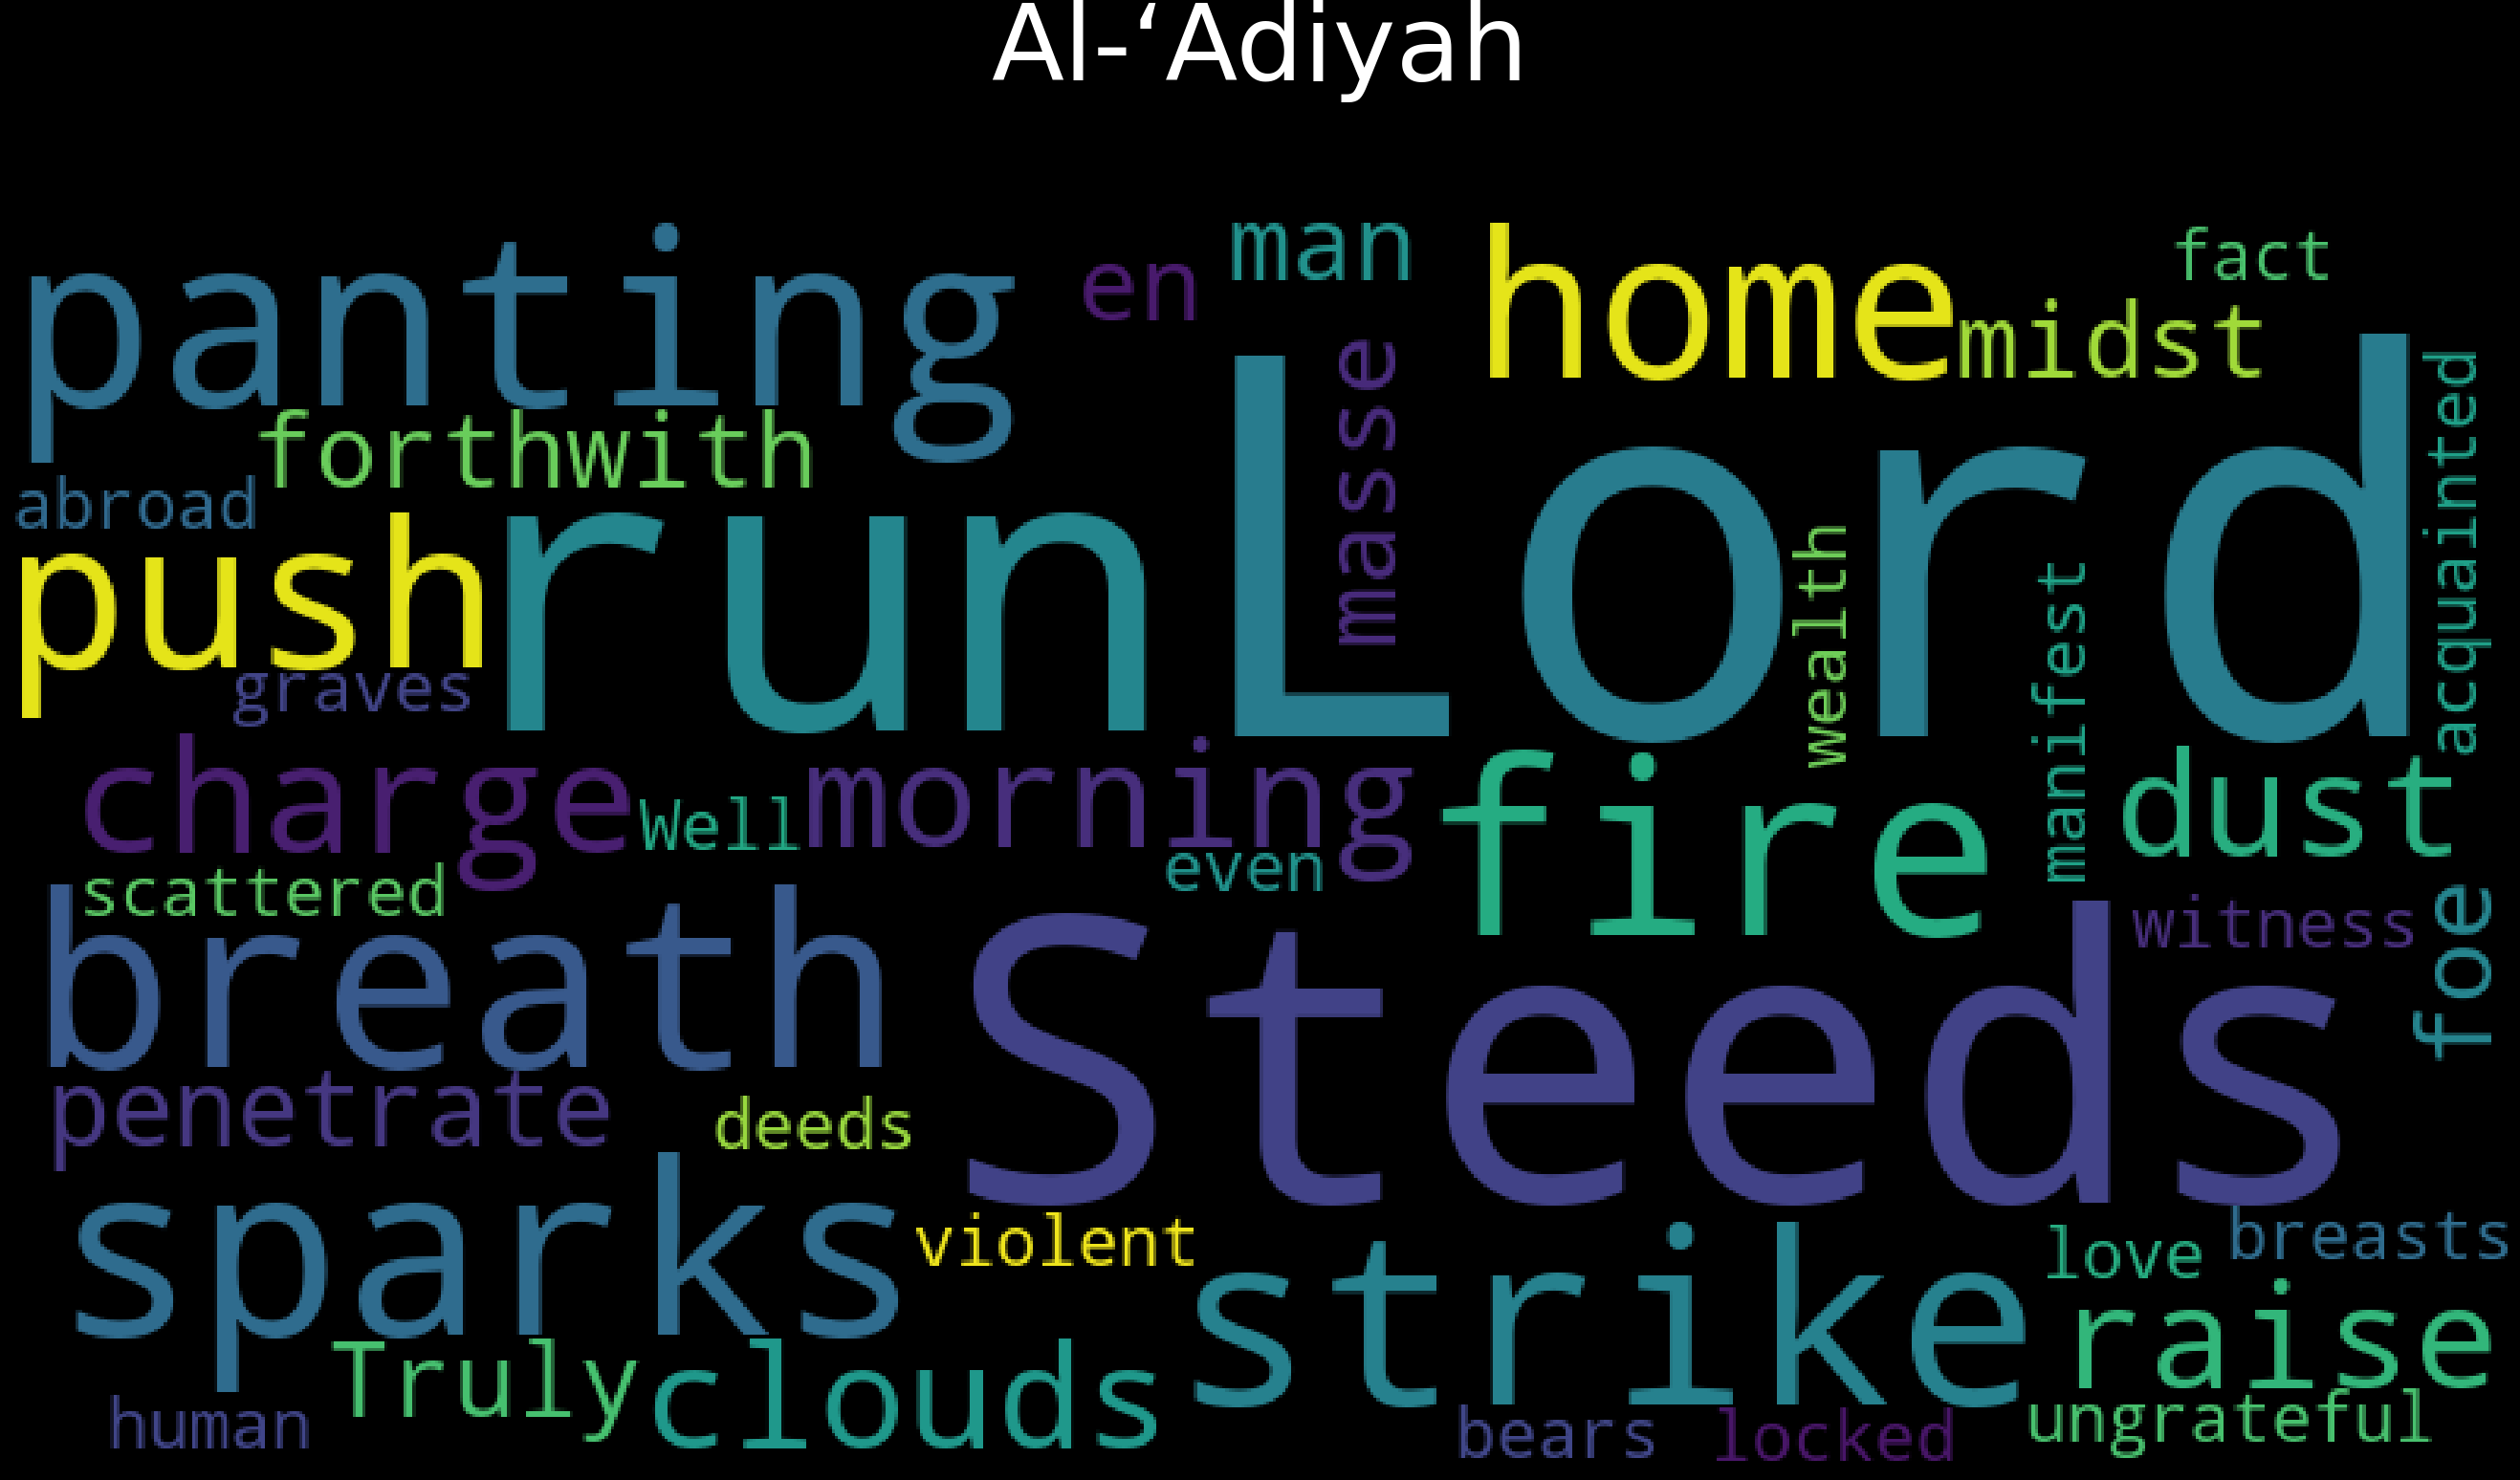 Al-‘Adiyah
panting
en
man
home
fact
midst
forthwith
masse
Lord
acquainted
abroad
push
run
wealth
manifest
graves
charge
Well
morning
even
fire
dust
scattered
breath
Steeds
witness
foe
penetrate
deeds
sparks
violent
strike
love
breasts
raise
Truly
clouds
human
bears
locked
ungrateful